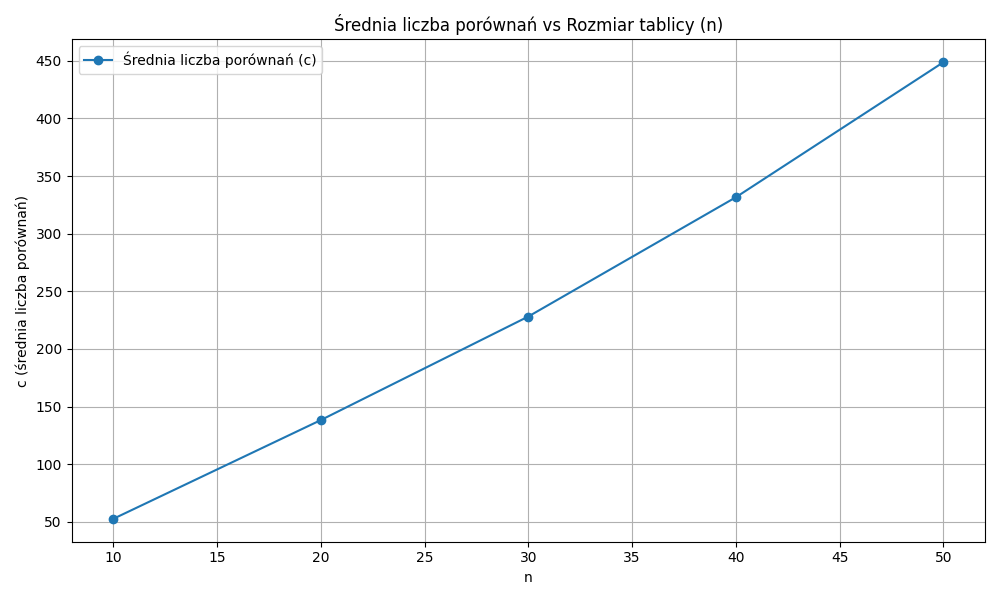 Średnia liczba porównań vs Rozmiar tablicy (n)
Średnia liczba porównań (c)
c (średnia liczba porównań)
450
400
350
300
250
200
150
100
50
10 15 20 25 30 35 40 45 50
n